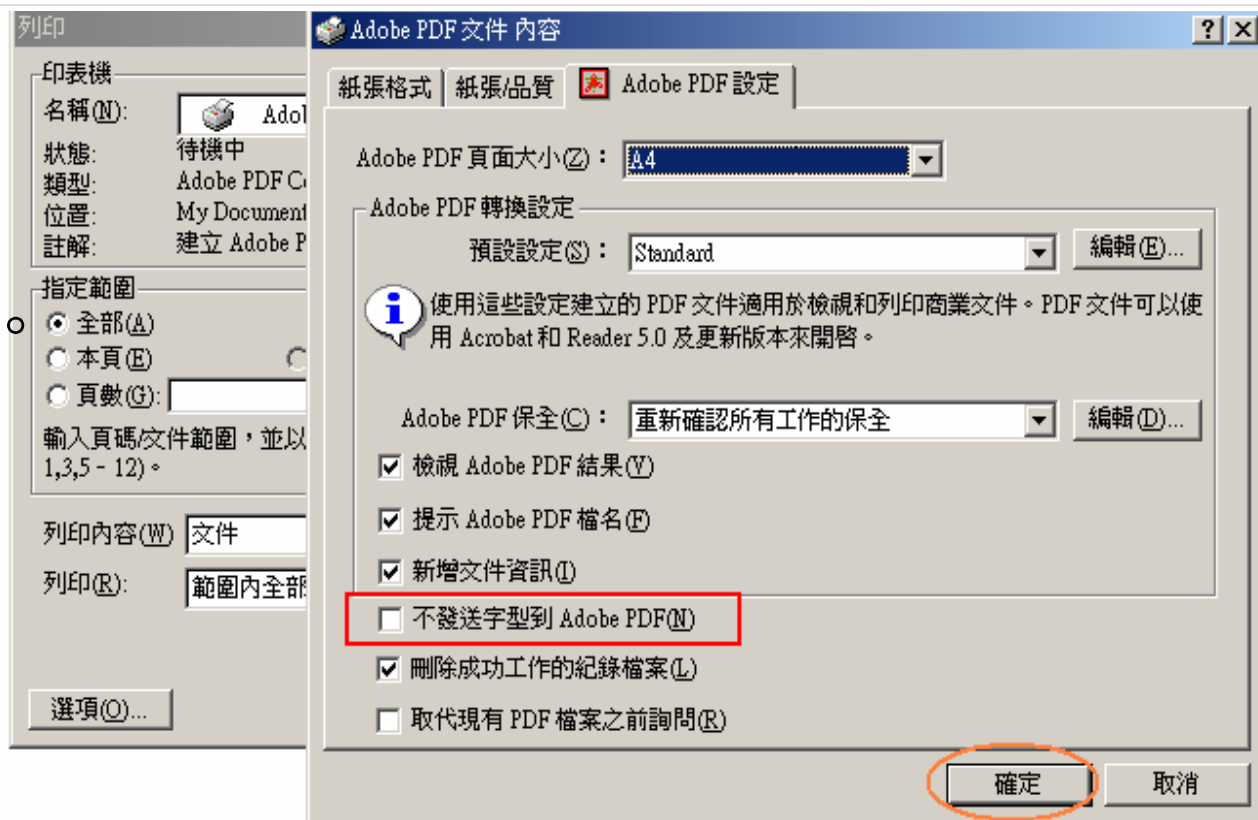 列印
印表機
名稱(N):
狀態: 待機中
類型: Adobe PDF
位置: My
註解: 建立 Adobe
指定範圍
全部(A)
本頁(E)
頁數(G):
輸入頁碼/文件範圍，並以
1,3,5 - 12)。
列印內容(W) 文件
列印(R): 範圍內全部
選項(O)...
Adobe PDF 文件 內容
紙張格式 紙張/品質 Adobe PDF 設定
Adobe PDF 頁面大小(Z)： A4
Adobe PDF 轉換設定
預設設定(S)： Standard 編輯(E)...
使用這些設定建立的 PDF 文件適用於檢視和列印商業文件。PDF 文件可以使
用 Acrobat 和 Reader 5.0 及更新版本來開啓。
Adobe PDF 保全(C)： 重新確認所有工作的保全 編輯(D)...
檢視 Adobe PDF 結果(V)
提示 Adobe PDF 檔名(F)
新增文件資訊(I)
不發送字型到 Adobe PDF(N)
刪除成功工作的紀錄檔案(L)
取代現有 PDF 檔案之前詢問(R)
確定 取消